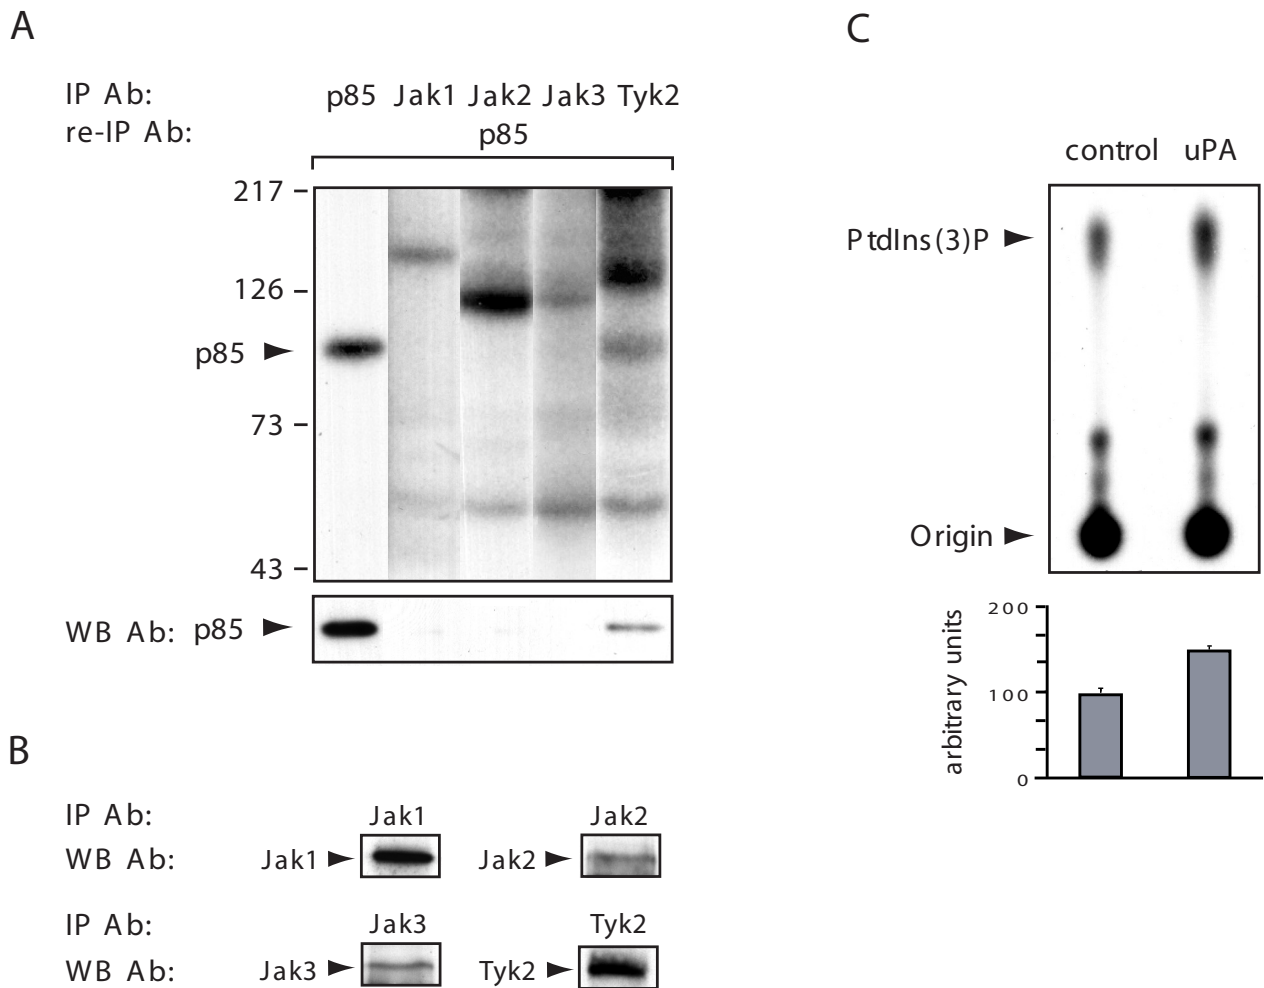 A
IP Ab: p85 Jak1 Jak2 Jak3 Tyk2
re-IP Ab: p85
217
126
p85
73
43
WB Ab: p85
B
IP Ab: Jak1 Jak2
WB Ab: Jak1 Jak2
IP Ab: Jak3 Tyk2
WB Ab: Jak3 Tyk2
C
control uPA
PtdIns(3)P
Origin
arbitrary units
200
100
0